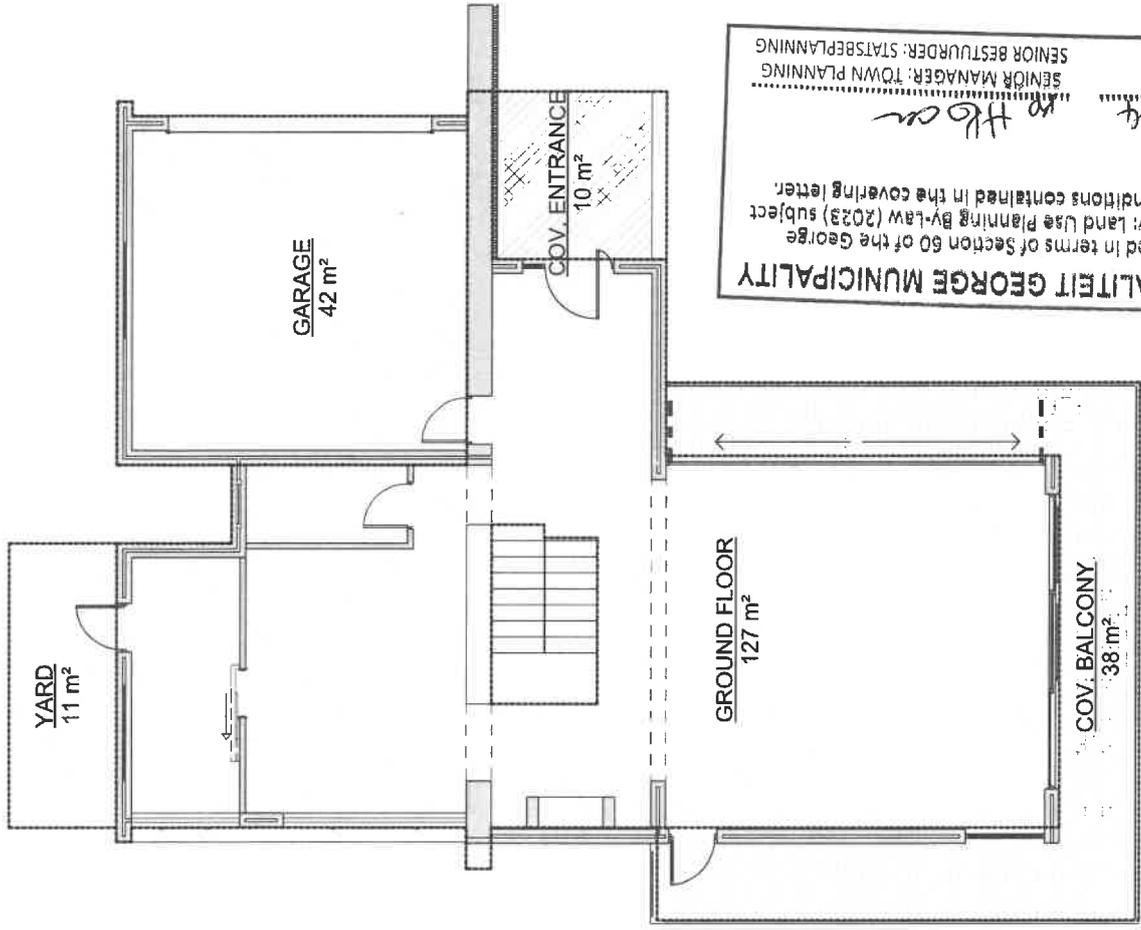 YARD
11 m²
GARAGE
42 m²
COV. ENTRANCE
10 m²
GROUND FLOOR
127 m²
COV. BALCONY
38 m²
ALITEIT GEORGE MUNICIPALITY
ed in terms of Section 60 of the George
: Land Use Planning By-Law (2023) subject
nditions contained in the covering letter.
SENIOR MANAGER: TOWN PLANNING
SENIOR BESTUURDER: STATSBEPLANNING